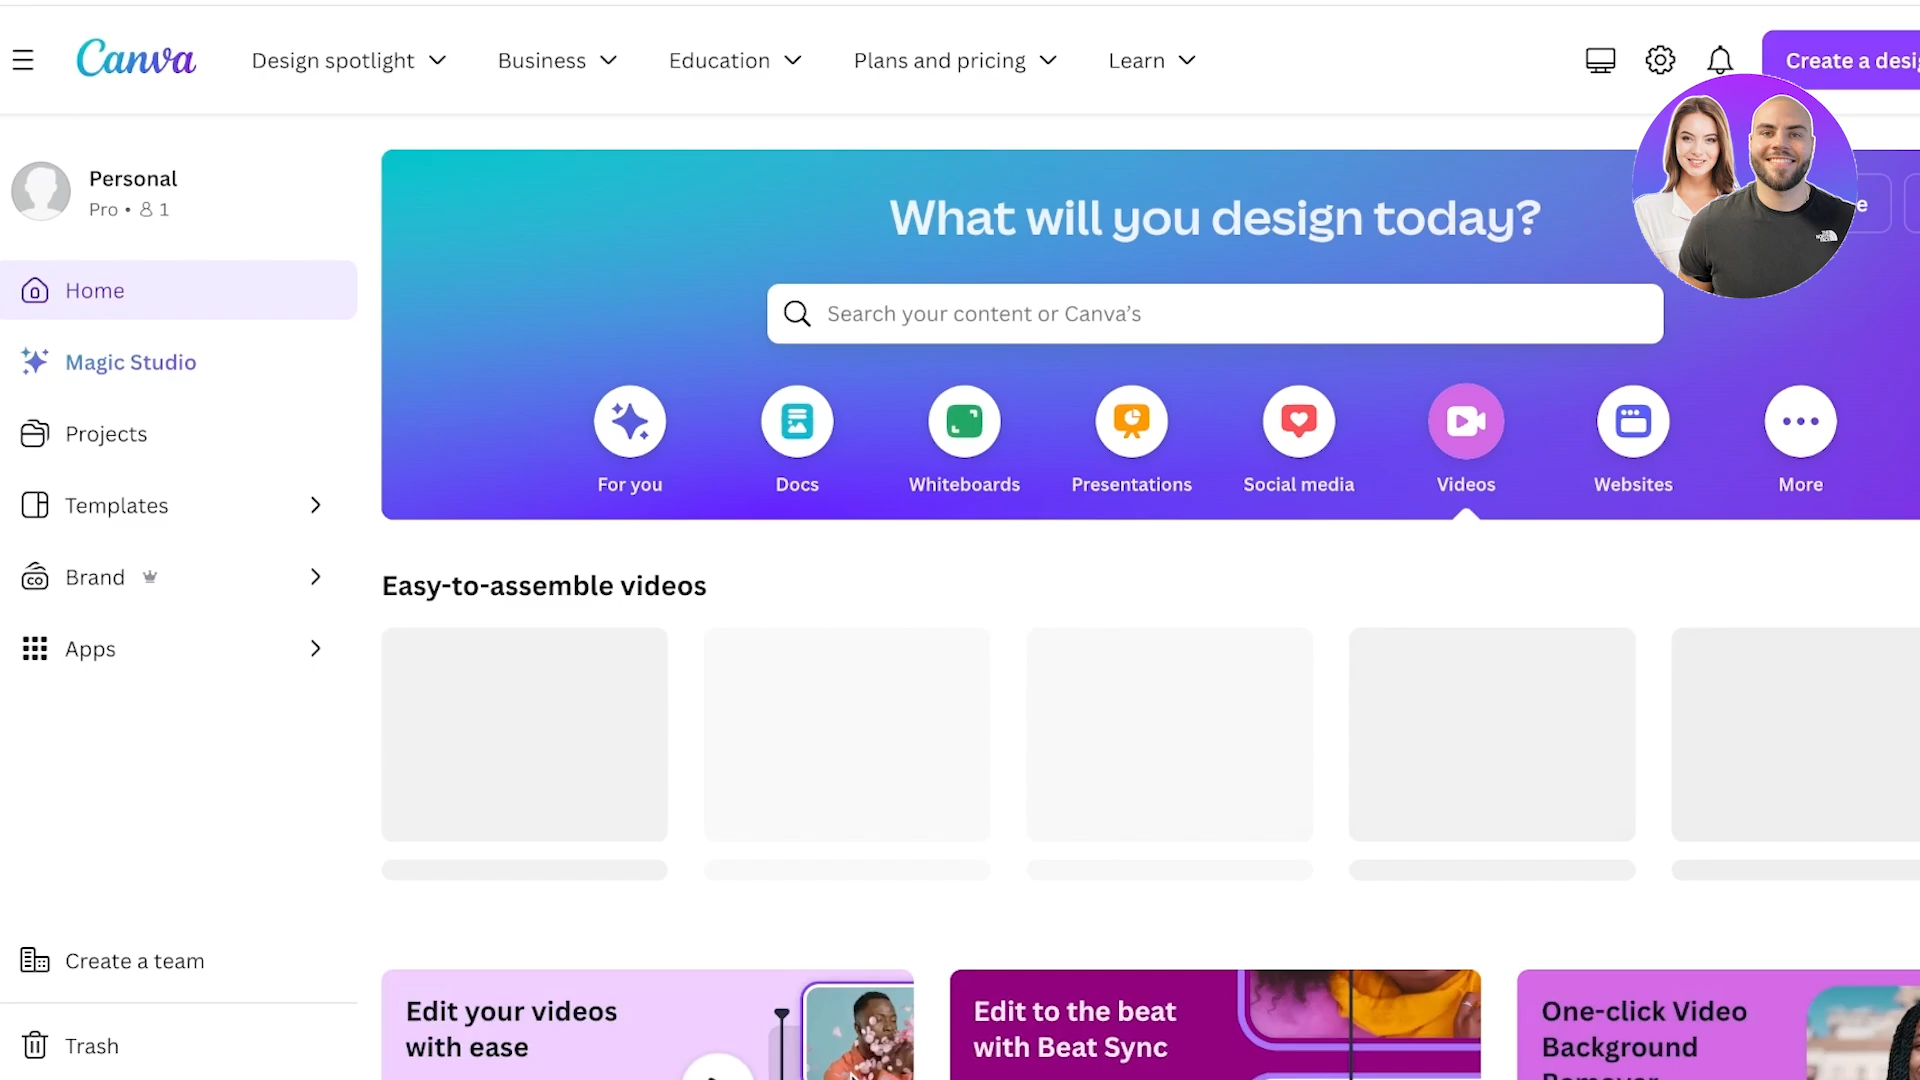 Canva
Design spotlight
Business
Education
Plans and pricing
Learn
Create a desig
Personal
Pro • 1
Home
Magic Studio
Projects
Templates
Brand
Apps
Create a team
Trash
What will you design today?
Search your content or Canva's
For you
Docs
Whiteboards
Presentations
Social media
Videos
Websites
More
Easy-to-assemble videos
Edit your videos
with ease
Edit to the beat
with Beat Sync
One-click Video
Background